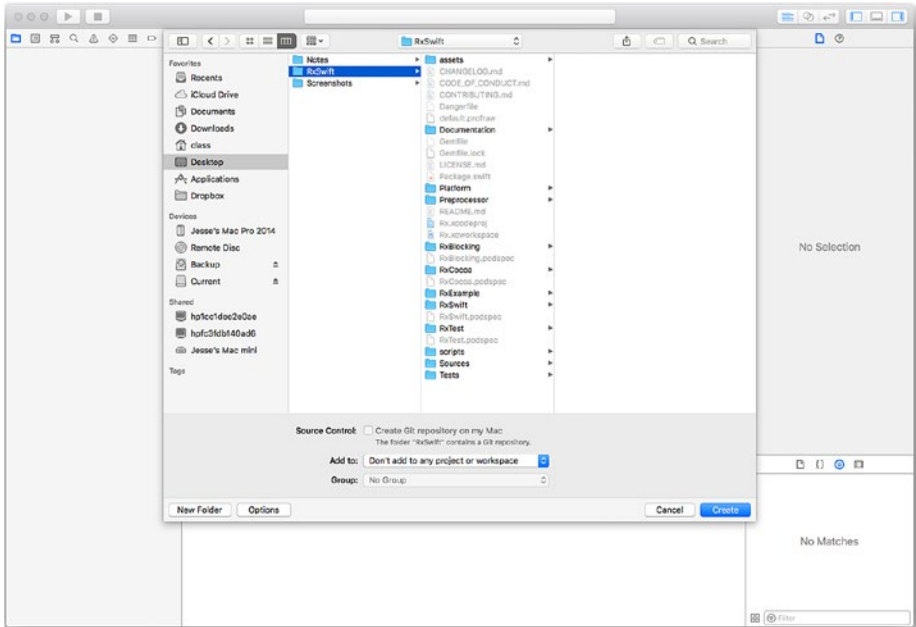 RxSwift
Search
Favorites
Recents
iCloud Drive
Documents
Downloads
class
Desktop
Applications
Dropbox
Devices
Jesse's Mac Pro 2014
Remote Disc
Backup
Current
Shared
hp1cc1dee2e0ae
hpfc3fdb140ad6
Jesse's Mac mini
Tags
Notes
RxSwift
Screenshots
assets
CHANGELOG.md
CODE_OF_CONDUCT.md
CONTRIBUTING.md
Dangerfile
default.profraw
Documentation
Gemfile
Gemfile.lock
LICENSE.md
Package.swift
Platform
Preprocessor
README.md
Rx.xcodeproj
Rx.xcworkspace
RxBlocking
RxBlocking.podspec
RxCocoa
RxCocoa.podspec
RxExample
RxSwift
RxSwift.podspec
RxTest
RxTest.podspec
scripts
Sources
Tests
No Selection
Source Control: Create Git repository on my Mac
The folder "RxSwift" contains a Git repository.
Add to: Don't add to any project or workspace
Group: No Group
New Folder Options Cancel Create
No Matches
Filter